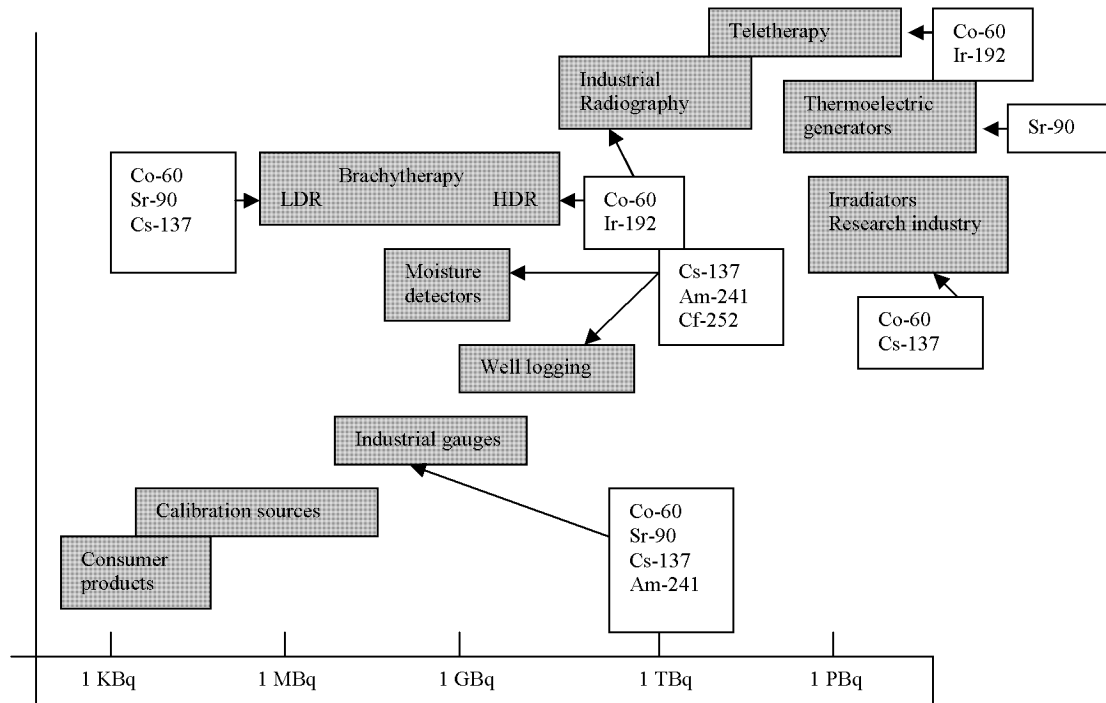 Teletherapy
Co-60
Ir-192
Industrial
Radiography
Thermoelectric
generators
Sr-90
Co-60
Sr-90
Cs-137
Brachytherapy
LDR HDR
Co-60
Ir-192
Irradiators
Research industry
Moisture
detectors
Cs-137
Am-241
Cf-252
Co-60
Cs-137
Well logging
Industrial gauges
Calibration sources
Co-60
Sr-90
Cs-137
Am-241
Consumer
products
1 KBq 1 MBq 1 GBq 1 TBq 1 PBq